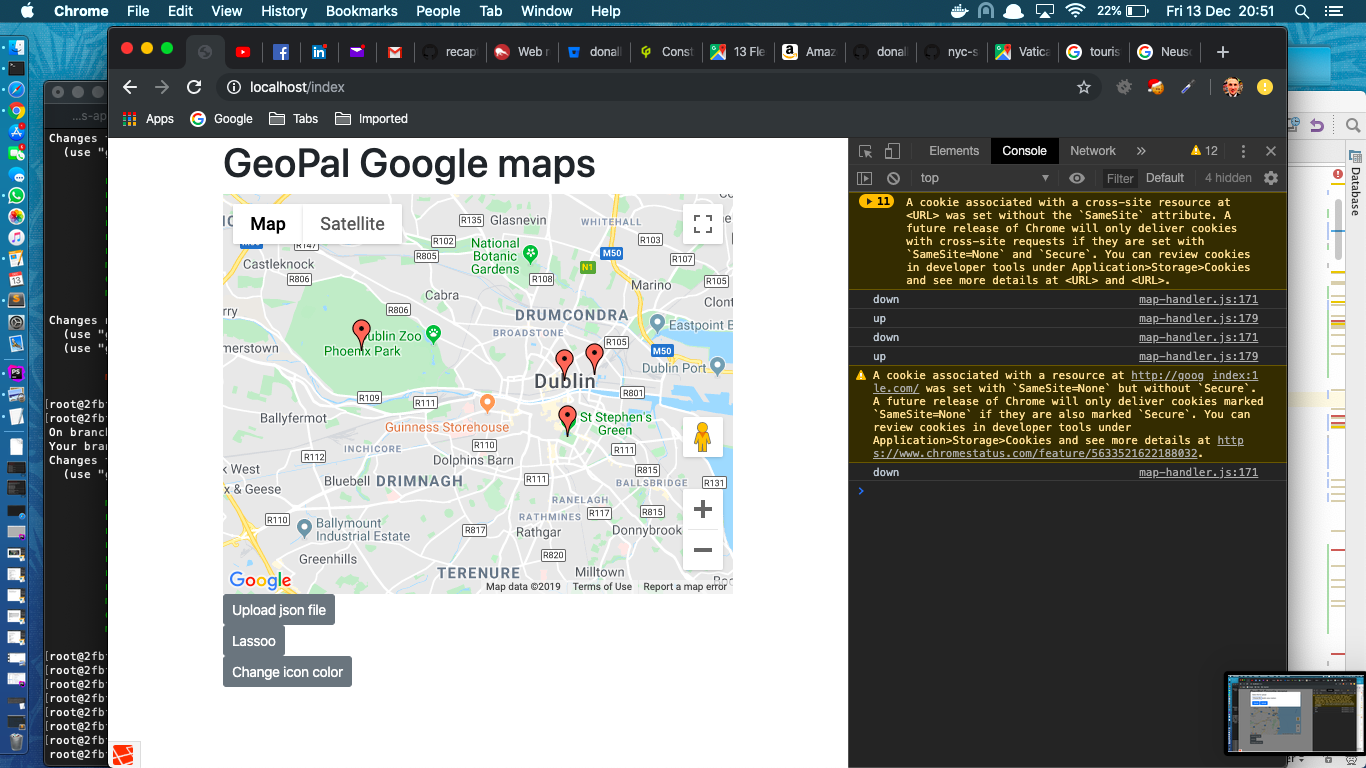 Chrome File Edit View History Bookmarks People Tab Window Help 22% Fri 13 Dec 20:51
recap Web r donall Const 13 Fle Amaz donall nyc-s Vatica touris Neuse
localhost/index
Apps Google Tabs Imported
GeoPal Google maps
Map Satellite
R135 Glasnevin WHITEHALL
R147 R102 R103
M50 National Botanic Gardens M50
R805 N1 R107
Castleknock R108 R105
R806 Cabra Marino
R806 DRUMCONDRA Clont
BROADSTONE Eastpoint B
Dublin Zoo R105 M50
Phoenix Park Dublin Port
Dublin
R109 R111 R801
Ballyfermot St Stephen's Green
Guinness Storehouse
R110 R111
INCHICORE
R112 Dolphins Barn R815
k West BALLSBRIDGE
x & Geese Bluebell DRIMNAGH R111 R131
RANELAGH
R110 RATHMINES R117 R815
Ballymount Industrial Estate R817 Rathgar Donnybrook
Greenhills R820
TERENURE Milltown
Google Map data ©2019 Terms of Use Report a map error
Upload json file
Lassoo
Change icon color
Elements Console Network » 12
top Filter Default 4 hidden
11 A cookie associated with a cross-site resource at
<URL> was set without the `SameSite` attribute. A
future release of Chrome will only deliver cookies
with cross-site requests if they are set with
`SameSite=None` and `Secure`. You can review cookies
in developer tools under Application>Storage>Cookies
and see more details at <URL> and <URL>.
down map-handler.js:171
up map-handler.js:179
down map-handler.js:171
up map-handler.js:179
A cookie associated with a resource at http://goog index:1
le.com/ was set with `SameSite=None` but without `Secure`.
A future release of Chrome will only deliver cookies marked
`SameSite=None` if they are also marked `Secure`. You can
review cookies in developer tools under
Application>Storage>Cookies and see more details at http
s://www.chromestatus.com/feature/5633521622188032.
down map-handler.js:171
…s-ap
Changes
(use "g
Changes
(use "g
(use "g
[root@2fb
[root@2fb
On branch
Your bran
Changes
(use "g
[root@2fb
[root@2fb
[root@2fb
[root@2fb
[root@2fb
[root@2fb
[root@2fb
root@2fb
Database